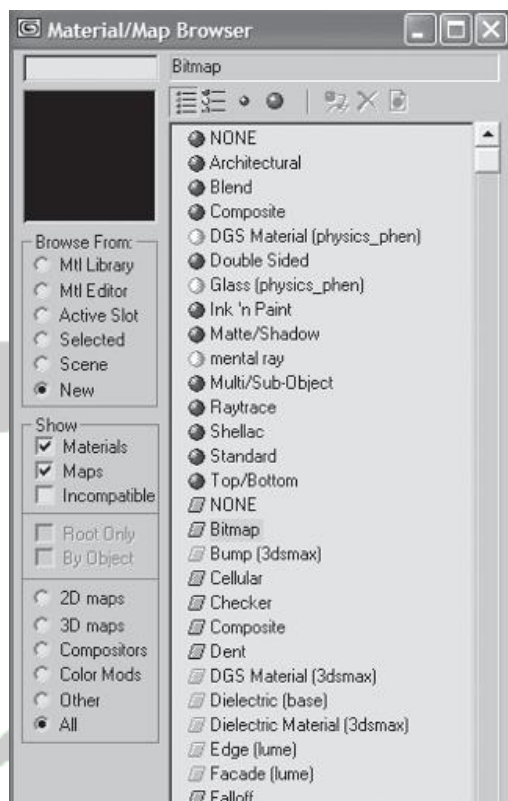 Material/Map Browser
Bitmap
Browse From:
Mtl Library
Mtl Editor
Active Slot
Selected
Scene
New
Show
Materials
Maps
Incompatible
Root Only
By Object
2D maps
3D maps
Compositors
Color Mods
Other
All
NONE
Architectural
Blend
Composite
DGS Material (physics_phen)
Double Sided
Glass (physics_phen)
Ink 'n Paint
Matte/Shadow
mental ray
Multi/Sub-Object
Raytrace
Shellac
Standard
Top/Bottom
NONE
Bitmap
Bump (3dsmax)
Cellular
Checker
Composite
Dent
DGS Material (3dsmax)
Dielectric (base)
Dielectric Material (3dsmax)
Edge (lume)
Facade (lume)
Falloff